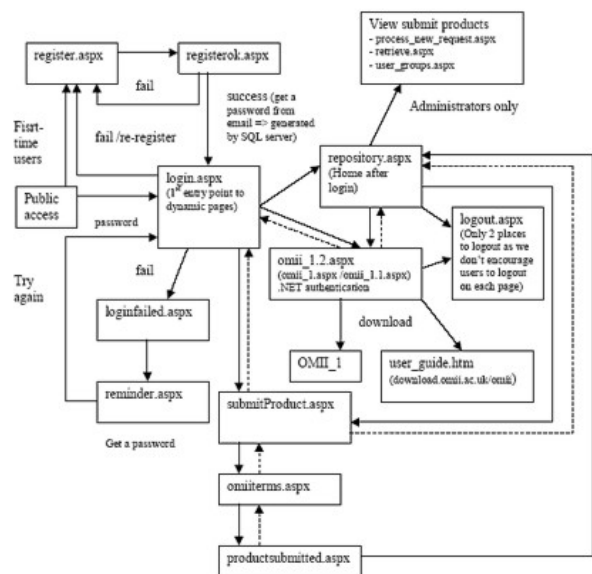 View submit products
- process_new_request.aspx
- retrieve.aspx
- user_groups.aspx
register.aspx
registerok.aspx
fail
success (get a
password from
email => generated
by SQL server)
Administrators only
Fisrt-
time
users
fail /re-register
repository.aspx
(Home after
login)
login.aspx
(1st entry point to
dynamic pages)
Public
access
password
logout.aspx
(Only 2 places
to logout as we
don't encourage
users to logout
on each page)
omii_1.2.aspx
(omii_1.aspx /omii_1.1.aspx)
.NET authentication
Try
again
fail
loginfailed.aspx
download
OMII_1
user_guide.htm
(download.omii.ac.uk/omii)
reminder.aspx
submitProduct.aspx
Get a password
omiiterms.aspx
productsubmitted.aspx